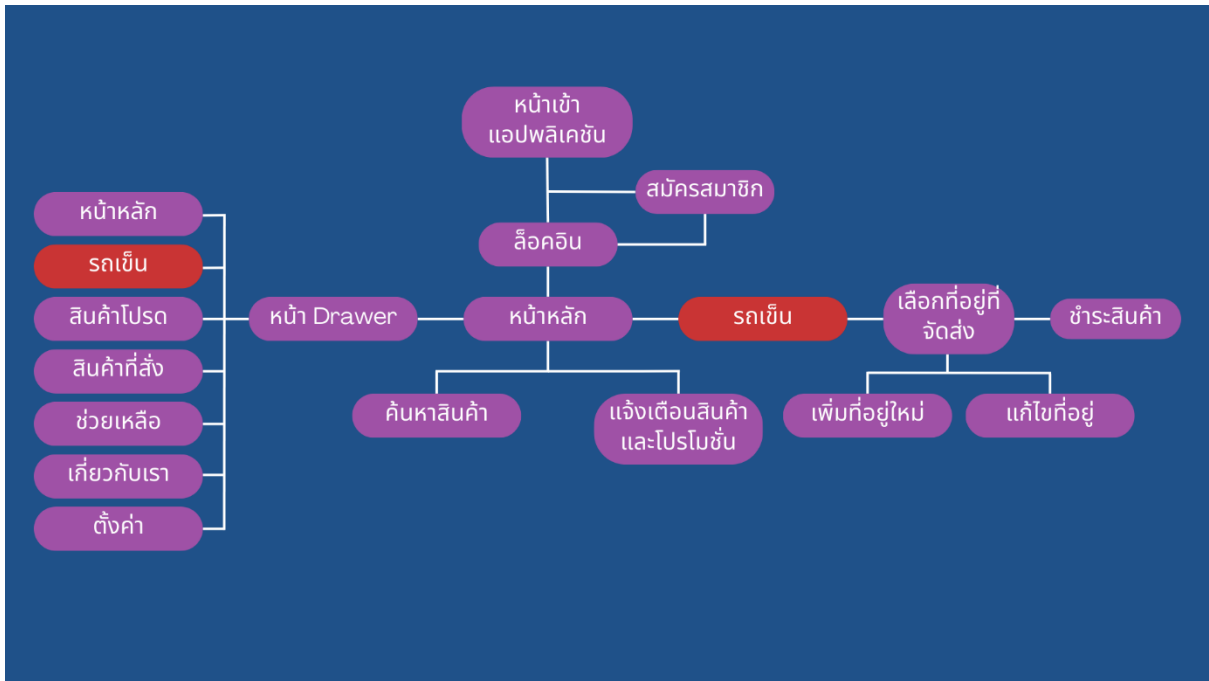 หน้าเข้า
แอปพลิเคชัน
สมัครสมาชิก
ล็อคอิน
หน้าหลัก
รถเข็น
สินค้าโปรด
สินค้าที่สั่ง
ช่วยเหลือ
เกี่ยวกับเรา
ตั้งค่า
หน้า Drawer
หน้าหลัก
รถเข็น
เลือกที่อยู่ที่
จัดส่ง
ชำระสินค้า
ค้นหาสินค้า
แจ้งเตือนสินค้า
และโปรโมชั่น
เพิ่มที่อยู่ใหม่
แก้ไขที่อยู่